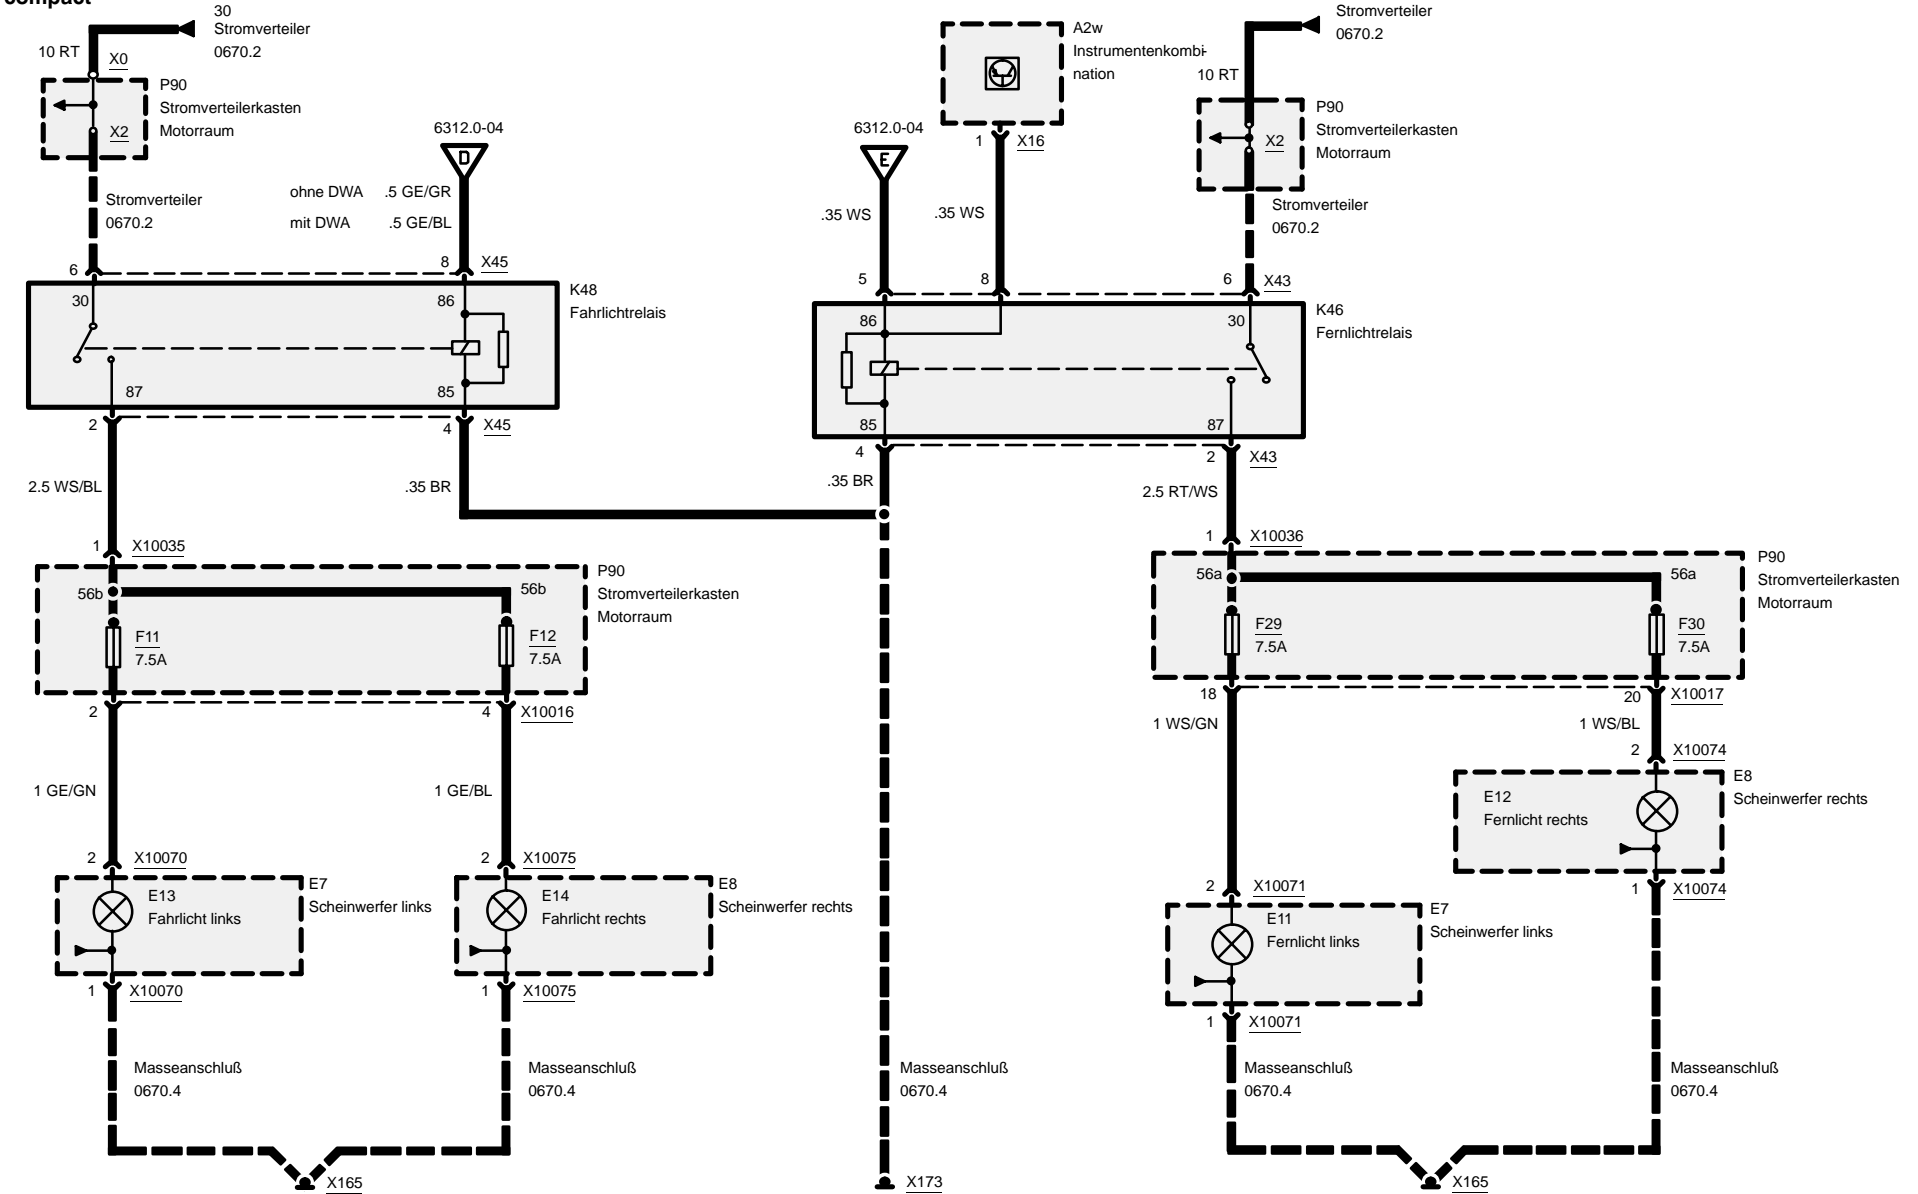 compact
30
Stromverteiler
0670.2
10 RT
X0
P90
Stromverteilerkasten
Motorraum
X2
Stromverteiler
0670.2
6312.0-04
D
ohne DWA .5 GE/GR
mit DWA .5 GE/BL
6
8
X45
30
86
K48
Fahrlichtrelais
87
85
2
4
X45
2.5 WS/BL
.35 BR
1
X10035
56b
56b
P90
Stromverteilerkasten
Motorraum
F11
7.5A
F12
7.5A
2
4
X10016
1 GE/GN
1 GE/BL
2
X10070
2
X10075
E13
Fahrlicht links
E7
Scheinwerfer links
E14
Fahrlicht rechts
E8
Scheinwerfer rechts
1
X10070
1
X10075
Masseanschluß
0670.4
Masseanschluß
0670.4
X165
A2w
Instrumentenkombi-
nation
1
X16
6312.0-04
E
.35 WS
.35 WS
Stromverteiler
0670.2
10 RT
P90
Stromverteilerkasten
Motorraum
X2
Stromverteiler
0670.2
5
8
6
X43
86
30
K46
Fernlichtrelais
85
87
4
2
X43
.35 BR
2.5 RT/WS
1
X10036
56a
56a
P90
Stromverteilerkasten
Motorraum
F29
7.5A
F30
7.5A
18
20
X10017
1 WS/GN
1 WS/BL
2
X10074
E12
Fernlicht rechts
E8
Scheinwerfer rechts
1
X10074
2
X10071
E11
Fernlicht links
E7
Scheinwerfer links
1
X10071
Masseanschluß
0670.4
Masseanschluß
0670.4
Masseanschluß
0670.4
X173
X165